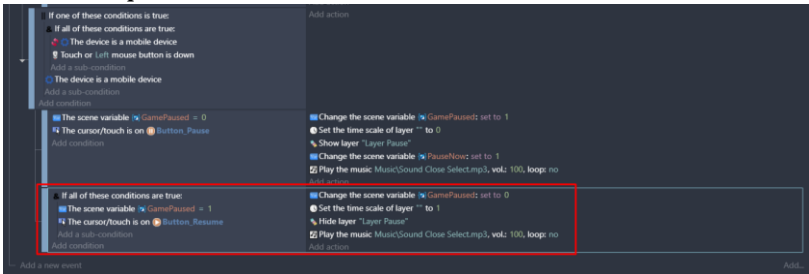 If one of these conditions is true:
Add action
If all of these conditions are true:
The device is a mobile device
Touch or Left mouse button is down
Add a sub-condition
The device is a mobile device
Add a sub-condition
Add condition
The scene variable GamePaused = 0
Change the scene variable GamePaused: set to 1
The cursor/touch is on Button_Pause
Set the time scale of layer "" to 0
Add condition
Show layer "Layer Pause"
Change the scene variable PauseNow: set to 1
Play the music Music\Sound Close Select.mp3, vol.: 100, loop: no
Add action
If all of these conditions are true:
Change the scene variable GamePaused: set to 0
The scene variable GamePaused = 1
Set the time scale of layer "" to 1
The cursor/touch is on Button_Resume
Hide layer "Layer Pause"
Add a sub-condition
Play the music Music\Sound Close Select.mp3, vol.: 100, loop: no
Add condition
Add action
Add a new event
Add...